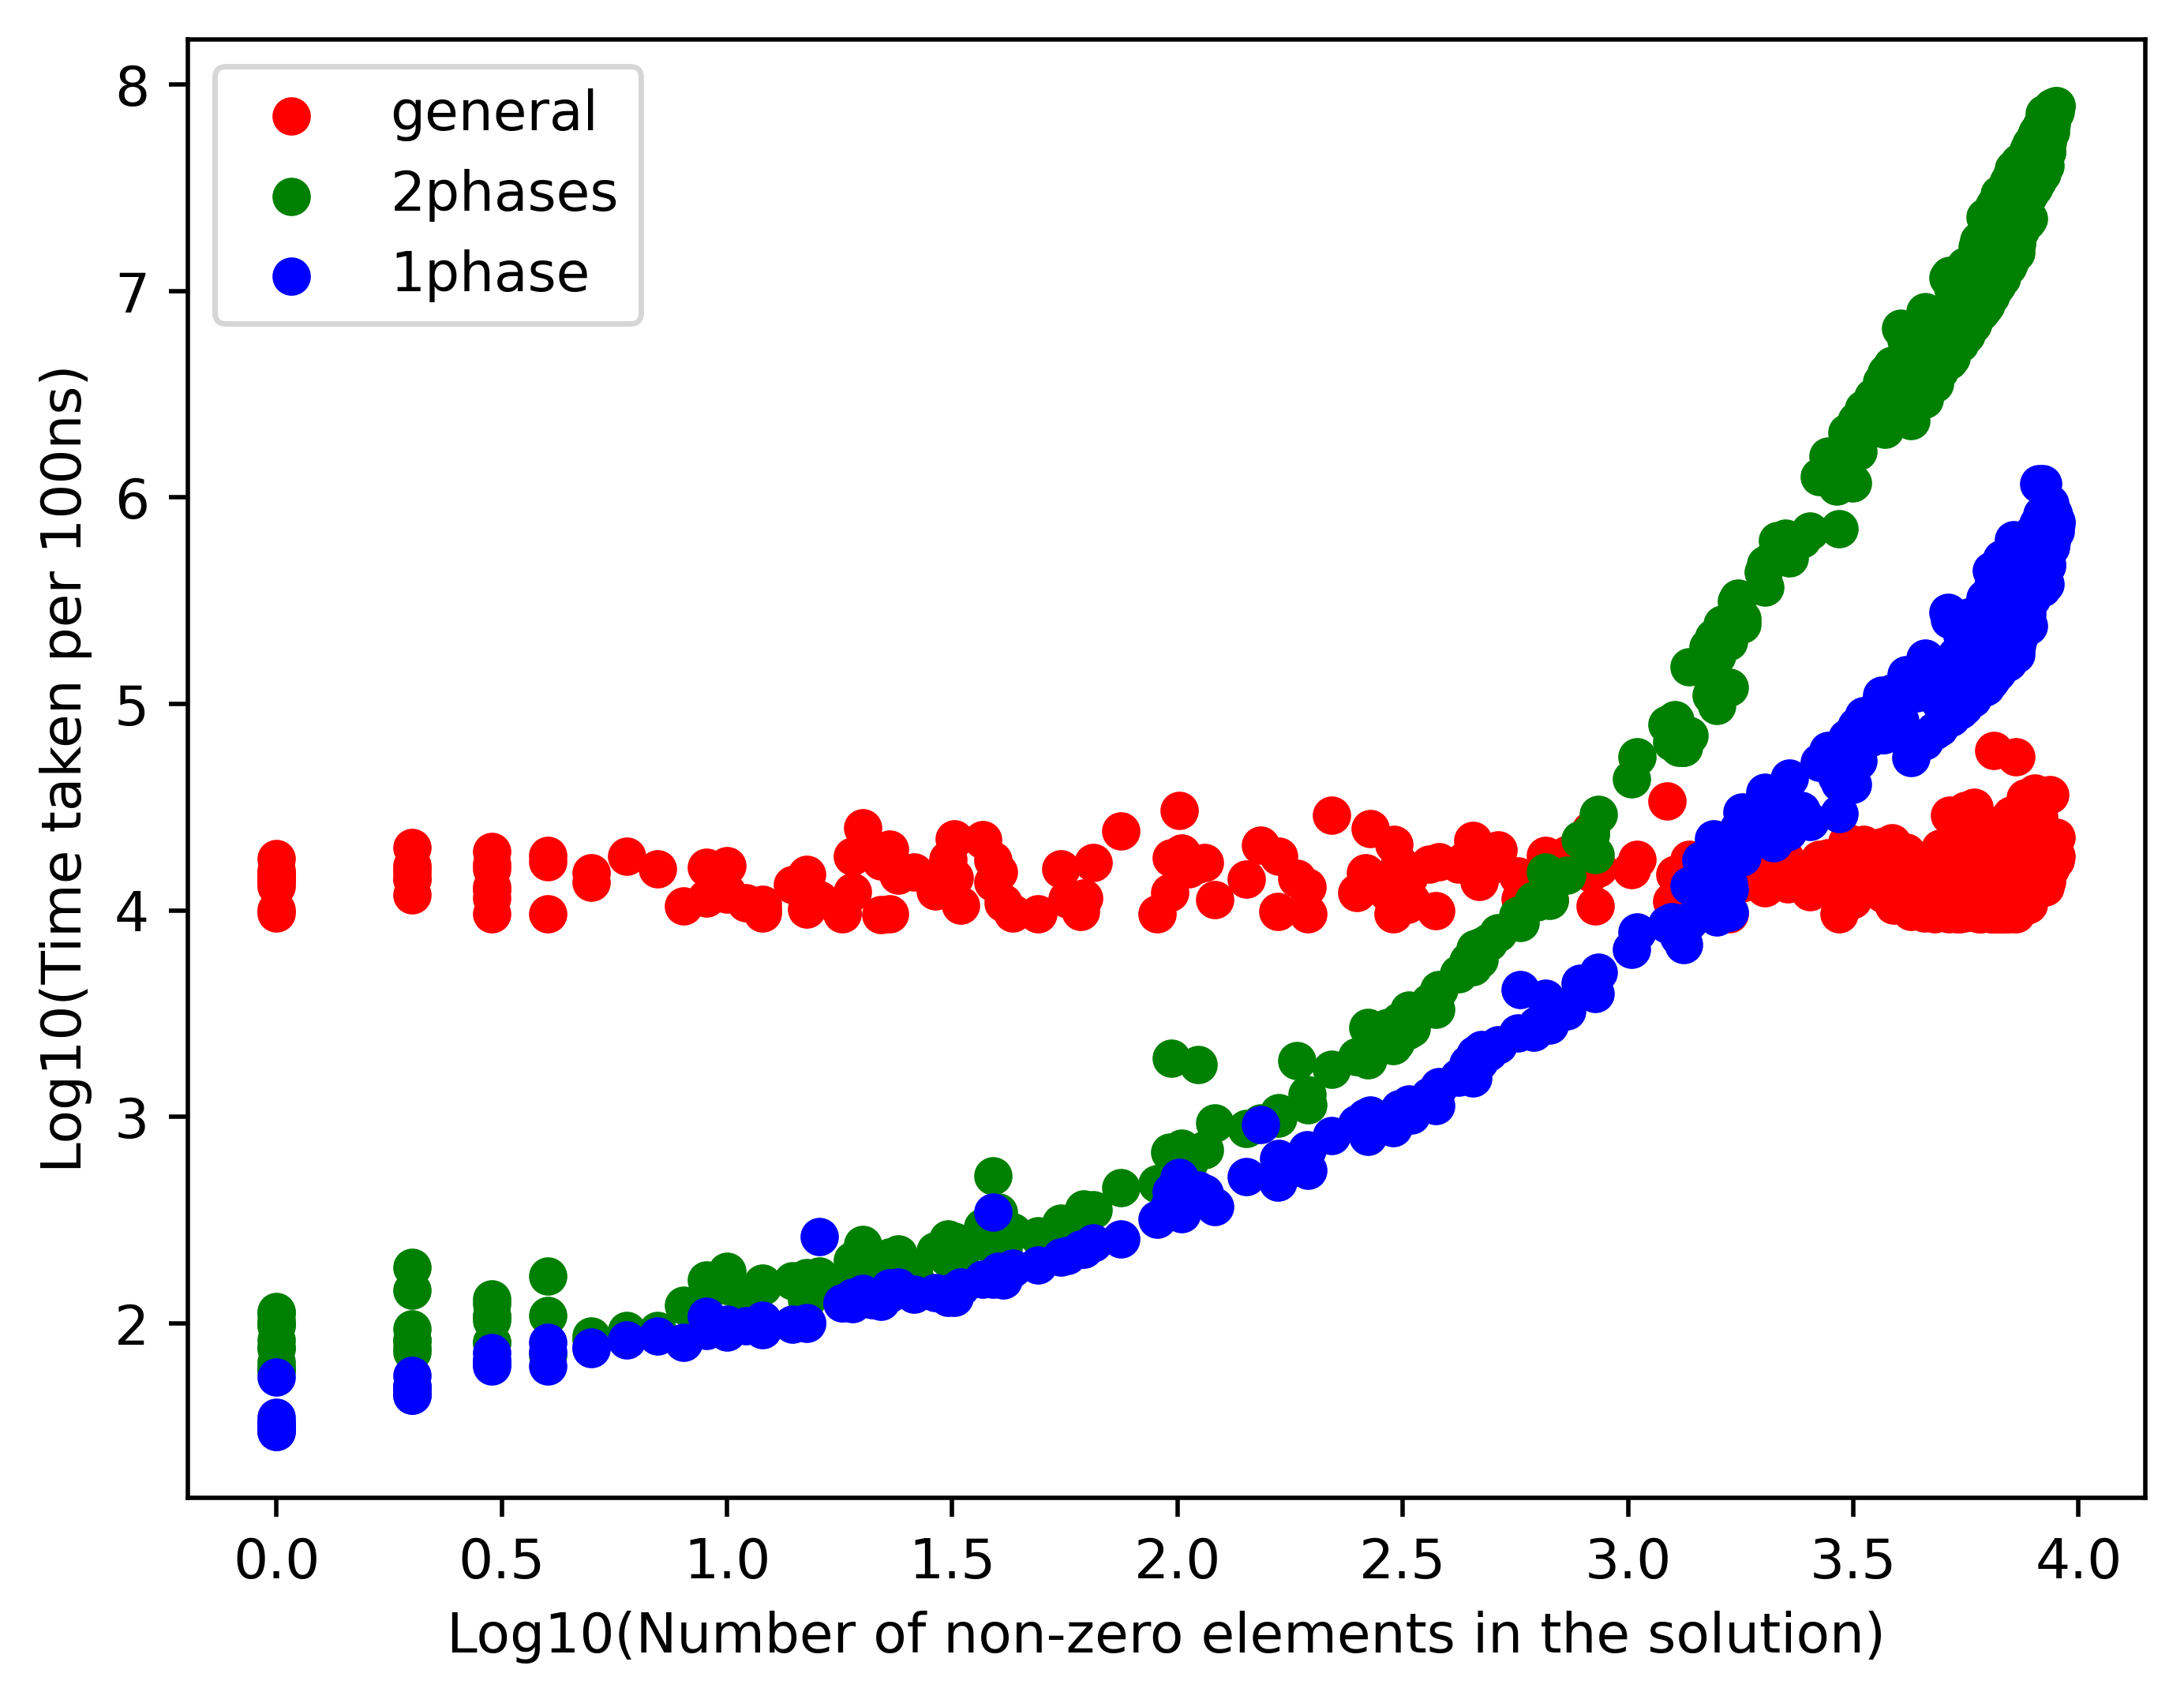 general
2phases
1phase
Log10(Time taken per 100ns)
8
7
6
5
4
3
2
0.0 0.5 1.0 1.5 2.0 2.5 3.0 3.5 4.0
Log10(Number of non-zero elements in the solution)